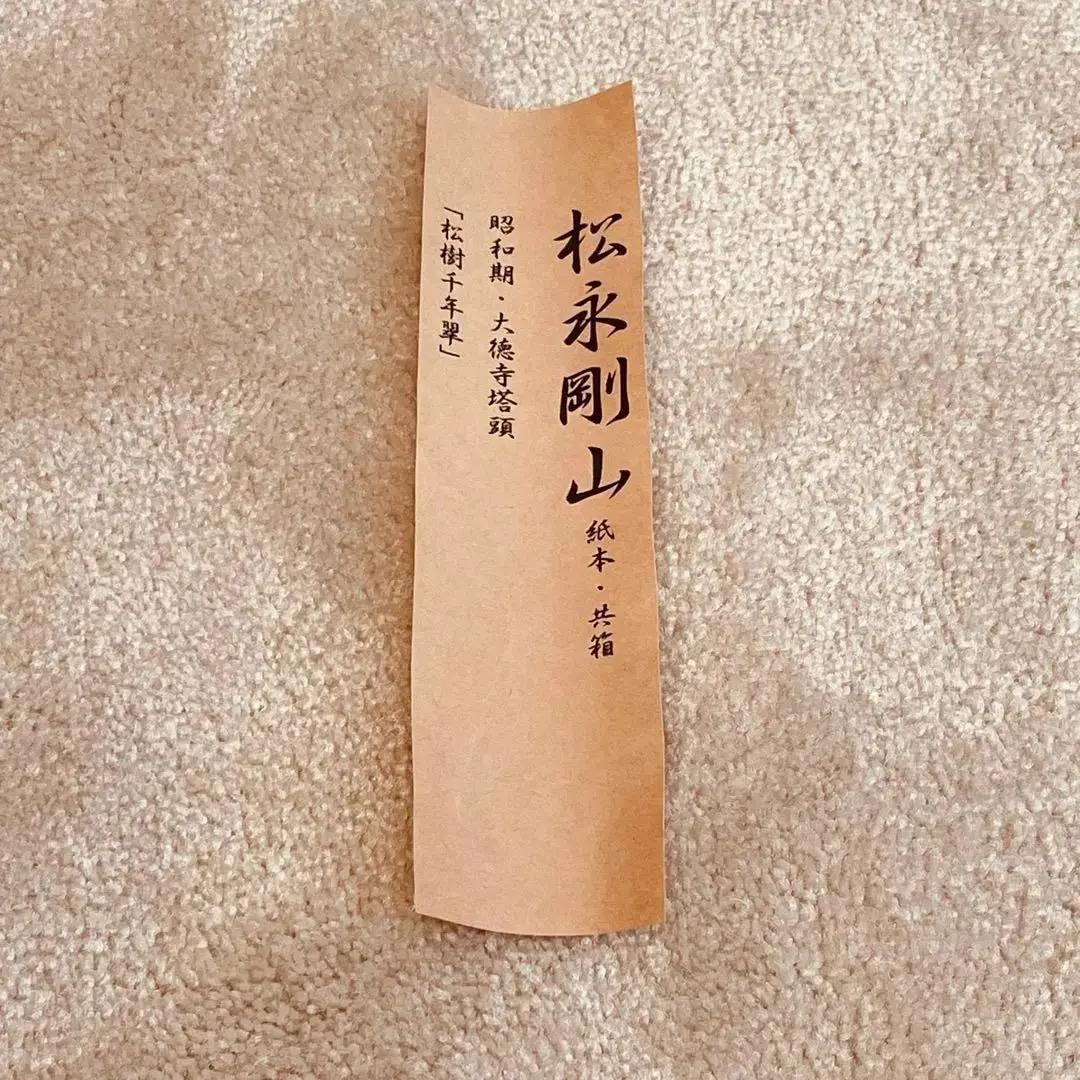 松永剛山 紙本・共箱
昭和期・大徳寺塔頭
「松樹千年翠」